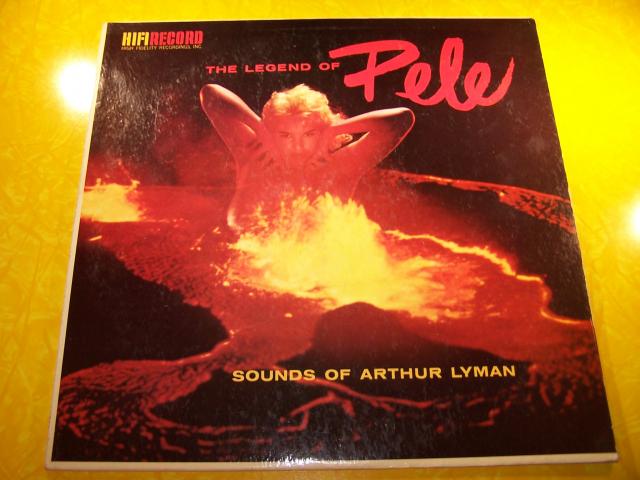 HIFIRECORD
HIGH FIDELITY RECORDINGS, INC.
THE LEGEND OF Pele
SOUNDS OF ARTHUR LYMAN